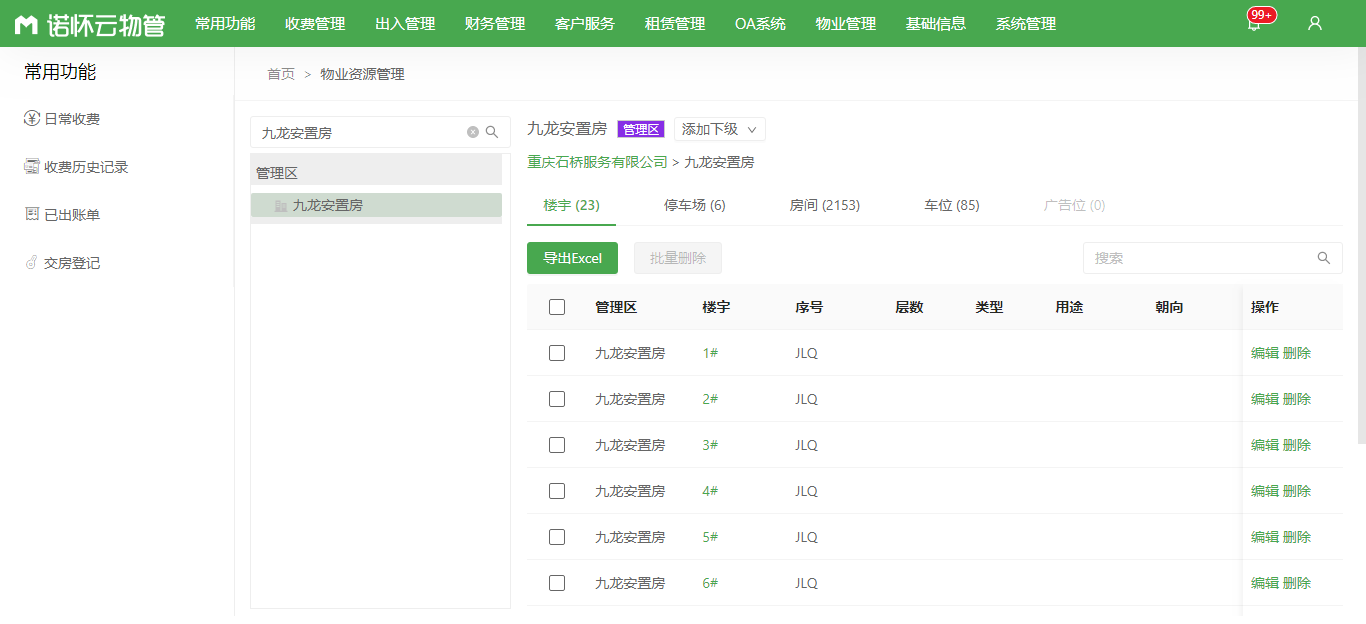 诺怀云物管 常用功能 收费管理 出入管理 财务管理 客户服务 租赁管理 OA系统 物业管理 基础信息 系统管理 99+
常用功能
日常收费
收费历史记录
已出账单
交房登记
首页 > 物业资源管理
九龙安置房
管理区
九龙安置房
九龙安置房 管理区 添加下级
重庆石桥服务有限公司 > 九龙安置房
楼宇 (23) 停车场 (6) 房间 (2153) 车位 (85) 广告位 (0)
导出Excel 批量删除 搜索
管理区 楼宇 序号 层数 类型 用途 朝向 操作
九龙安置房 1# JLQ 编辑 删除
九龙安置房 2# JLQ 编辑 删除
九龙安置房 3# JLQ 编辑 删除
九龙安置房 4# JLQ 编辑 删除
九龙安置房 5# JLQ 编辑 删除
九龙安置房 6# JLQ 编辑 删除